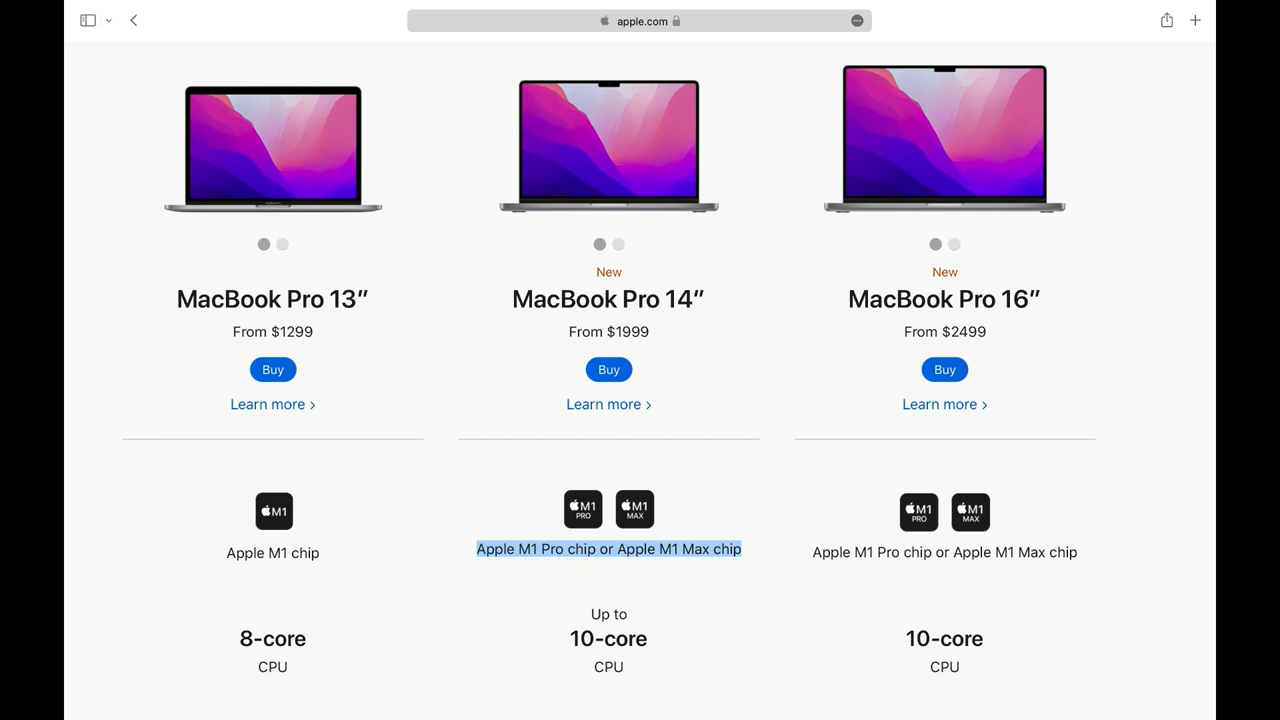 apple.com
New
New
MacBook Pro 13″
MacBook Pro 14″
MacBook Pro 16″
From $1299
From $1999
From $2499
Buy
Buy
Buy
Learn more >
Learn more >
Learn more >
M1
M1 PRO
M1 MAX
M1 PRO
M1 MAX
Apple M1 chip
Apple M1 Pro chip or Apple M1 Max chip
Apple M1 Pro chip or Apple M1 Max chip
Up to
8-core
10-core
10-core
CPU
CPU
CPU